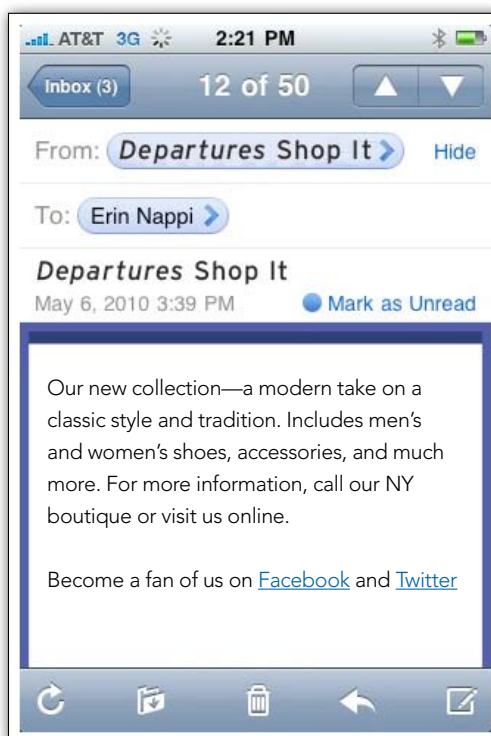 AT&T 3G 2:21 PM
Inbox (3) 12 of 50
From: Departures Shop It Hide
To: Erin Nappi
Departures Shop It
May 6, 2010 3:39 PM Mark as Unread
Our new collection—a modern take on a
classic style and tradition. Includes men’s
and women’s shoes, accessories, and much
more. For more information, call our NY
boutique or visit us online.
Become a fan of us on Facebook and Twitter